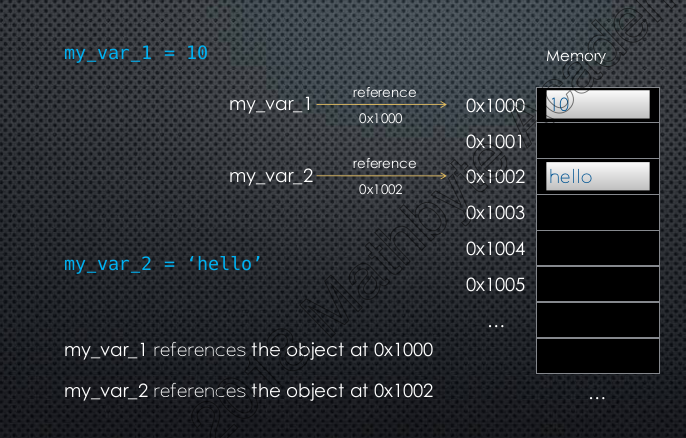 my_var_1 = 10
Memory
my_var_1
reference
0x1000
0x1000
10
0x1001
my_var_2
reference
0x1002
0x1002
hello
0x1003
0x1004
my_var_2 = ‘hello’
0x1005
...
my_var_1 references the object at 0x1000
my_var_2 references the object at 0x1002
...